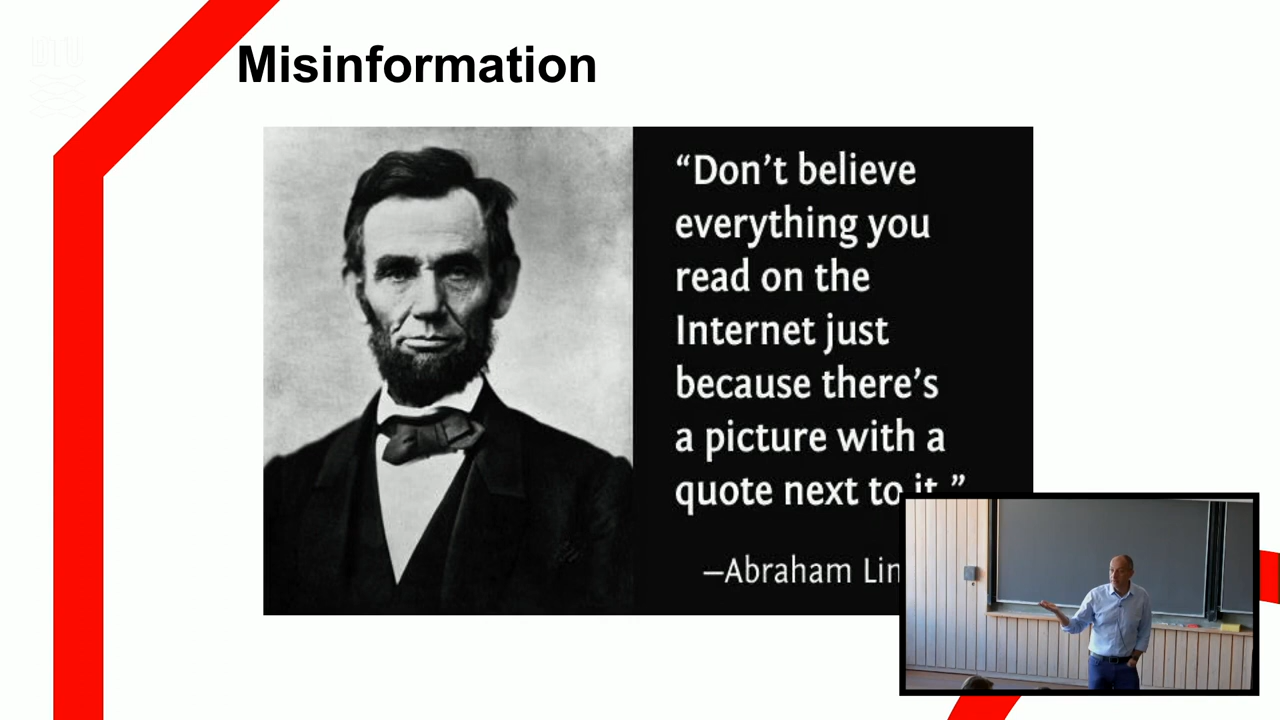 Misinformation
“Don’t believe
everything you
read on the
Internet just
because there’s
a picture with a
quote next to it.”
–Abraham Lin